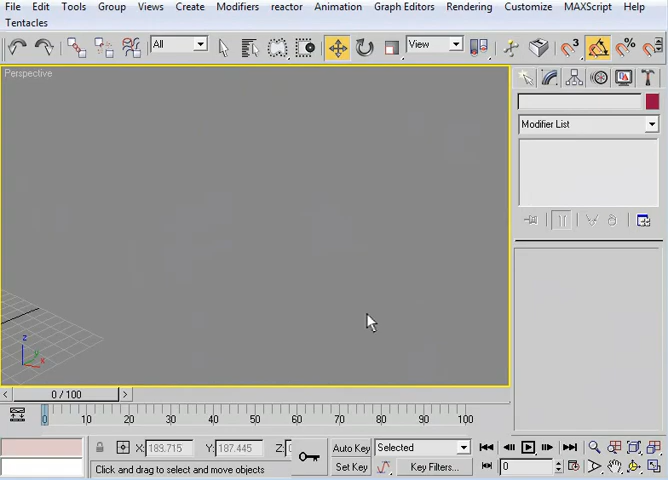 File Edit Tools Group Views Create Modifiers reactor Animation Graph Editors Rendering Customize MAXScript Help
Tentacles
All
View
3
%
Perspective
Modifier List
z
x
0 / 100
0 10 20 30 40 50 60 70 80 90 100
X: 189.715 Y: 187.445 Z:
Auto Key Selected
Click and drag to select and move objects
Set Key Key Filters... 0